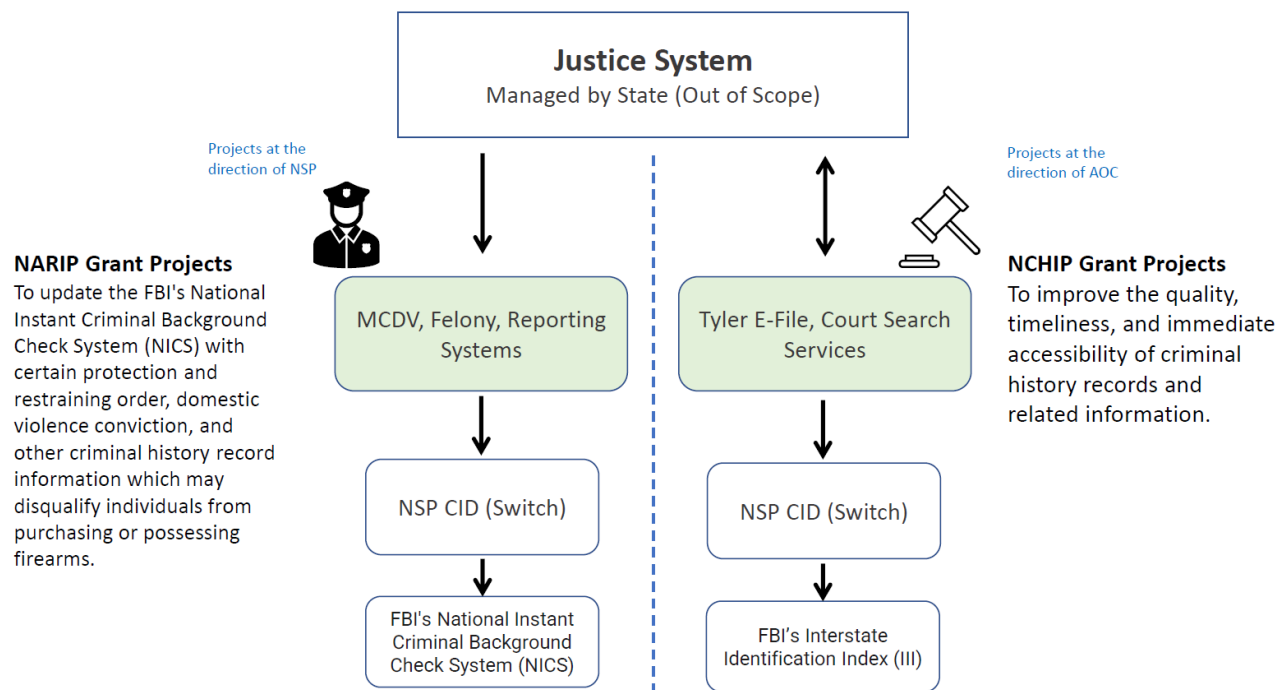 Justice System
Managed by State (Out of Scope)
Projects at the
direction of NSP
Projects at the
direction of AOC
NARIP Grant Projects
To update the FBI's National
Instant Criminal Background
Check System (NICS) with
certain protection and
restraining order, domestic
violence conviction, and
other criminal history record
information which may
disqualify individuals from
purchasing or possessing
firearms.
MCDV, Felony, Reporting
Systems
NSP CID (Switch)
FBI's National Instant
Criminal Background
Check System (NICS)
Tyler E-File, Court Search
Services
NSP CID (Switch)
FBI’s Interstate
Identification Index (III)
NCHIP Grant Projects
To improve the quality,
timeliness, and immediate
accessibility of criminal
history records and
related information.